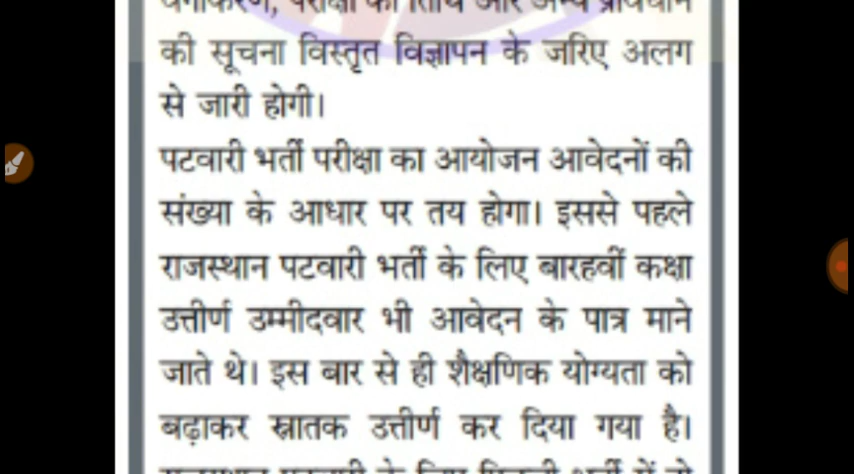 की सूचना विस्तृत विज्ञापन के जरिए अलग
से जारी होगी।
पटवारी भर्ती परीक्षा का आयोजन आवेदनों की
संख्या के आधार पर तय होगा। इससे पहले
राजस्थान पटवारी भर्ती के लिए बारहवीं कक्षा
उत्तीर्ण उम्मीदवार भी आवेदन के पात्र माने
जाते थे। इस बार से ही शैक्षणिक योग्यता को
बढ़ाकर स्नातक उत्तीर्ण कर दिया गया है।